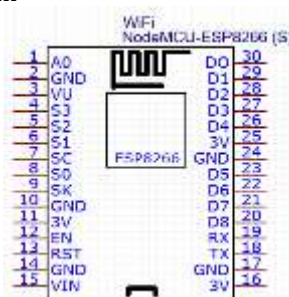 WiFi
NodeMCU-ESP8266 (S
1 A0 D0 30
2 GND D1 29
3 VU D2 28
4 S3 D3 27
5 S2 D4 26
6 S1 3V 25
7 SC ESP8266 GND 24
8 S0 D5 23
9 SK D6 22
10 GND D7 21
11 3V D8 20
12 EN RX 19
13 RST TX 18
14 GND GND 17
15 VIN 3V 16